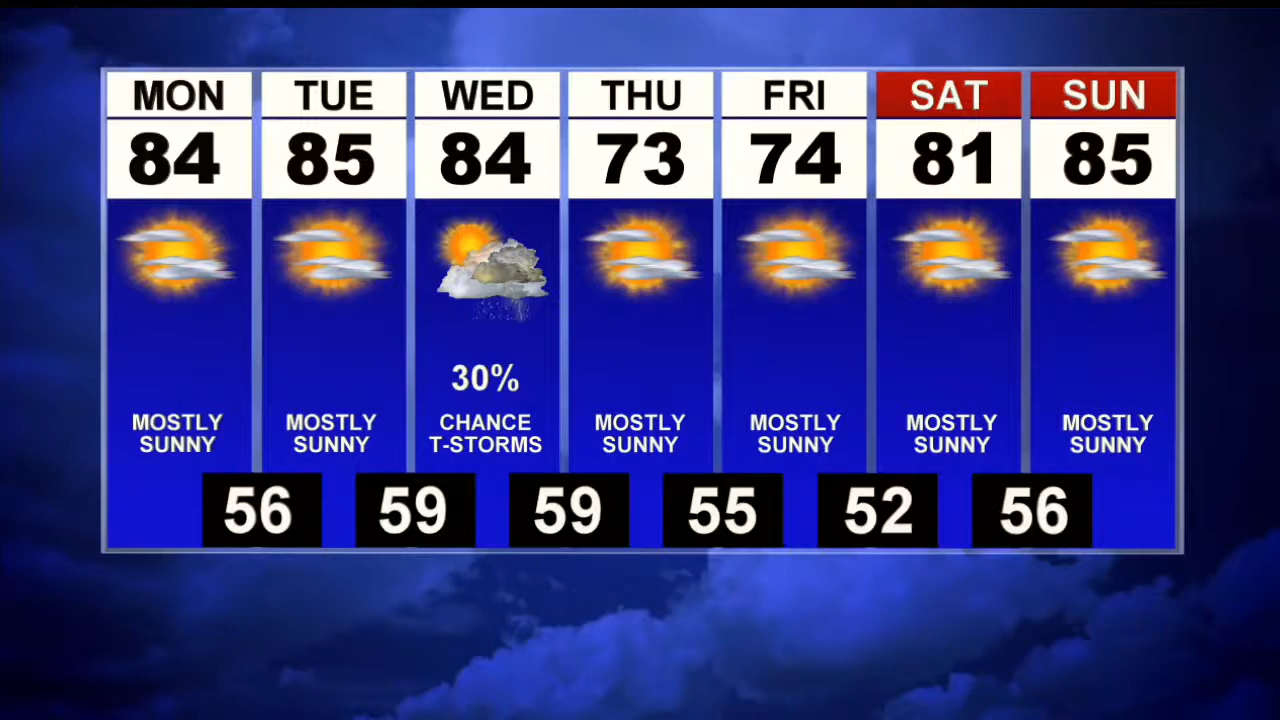 MON TUE WED THU FRI SAT SUN
84 85 84 73 74 81 85
30%
MOSTLY MOSTLY CHANCE MOSTLY MOSTLY MOSTLY MOSTLY
SUNNY SUNNY T-STORMS SUNNY SUNNY SUNNY SUNNY
56 59 59 55 52 56